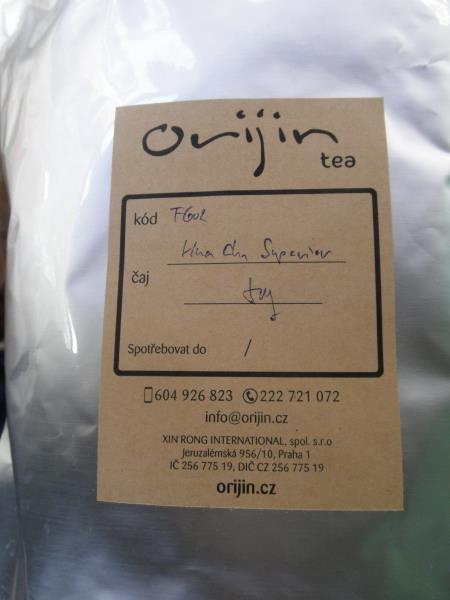 orijin
tea
kód
Superior
čaj
Spotřebovat do /
604 926 823 222 721 072
info@orijin.cz
XIN RONG INTERNATIONAL, spol. s.r.o
Jeruzalémská 956/10, Praha 1
IČ 256 775 19, DIČ CZ 256 775 19
orijin.cz